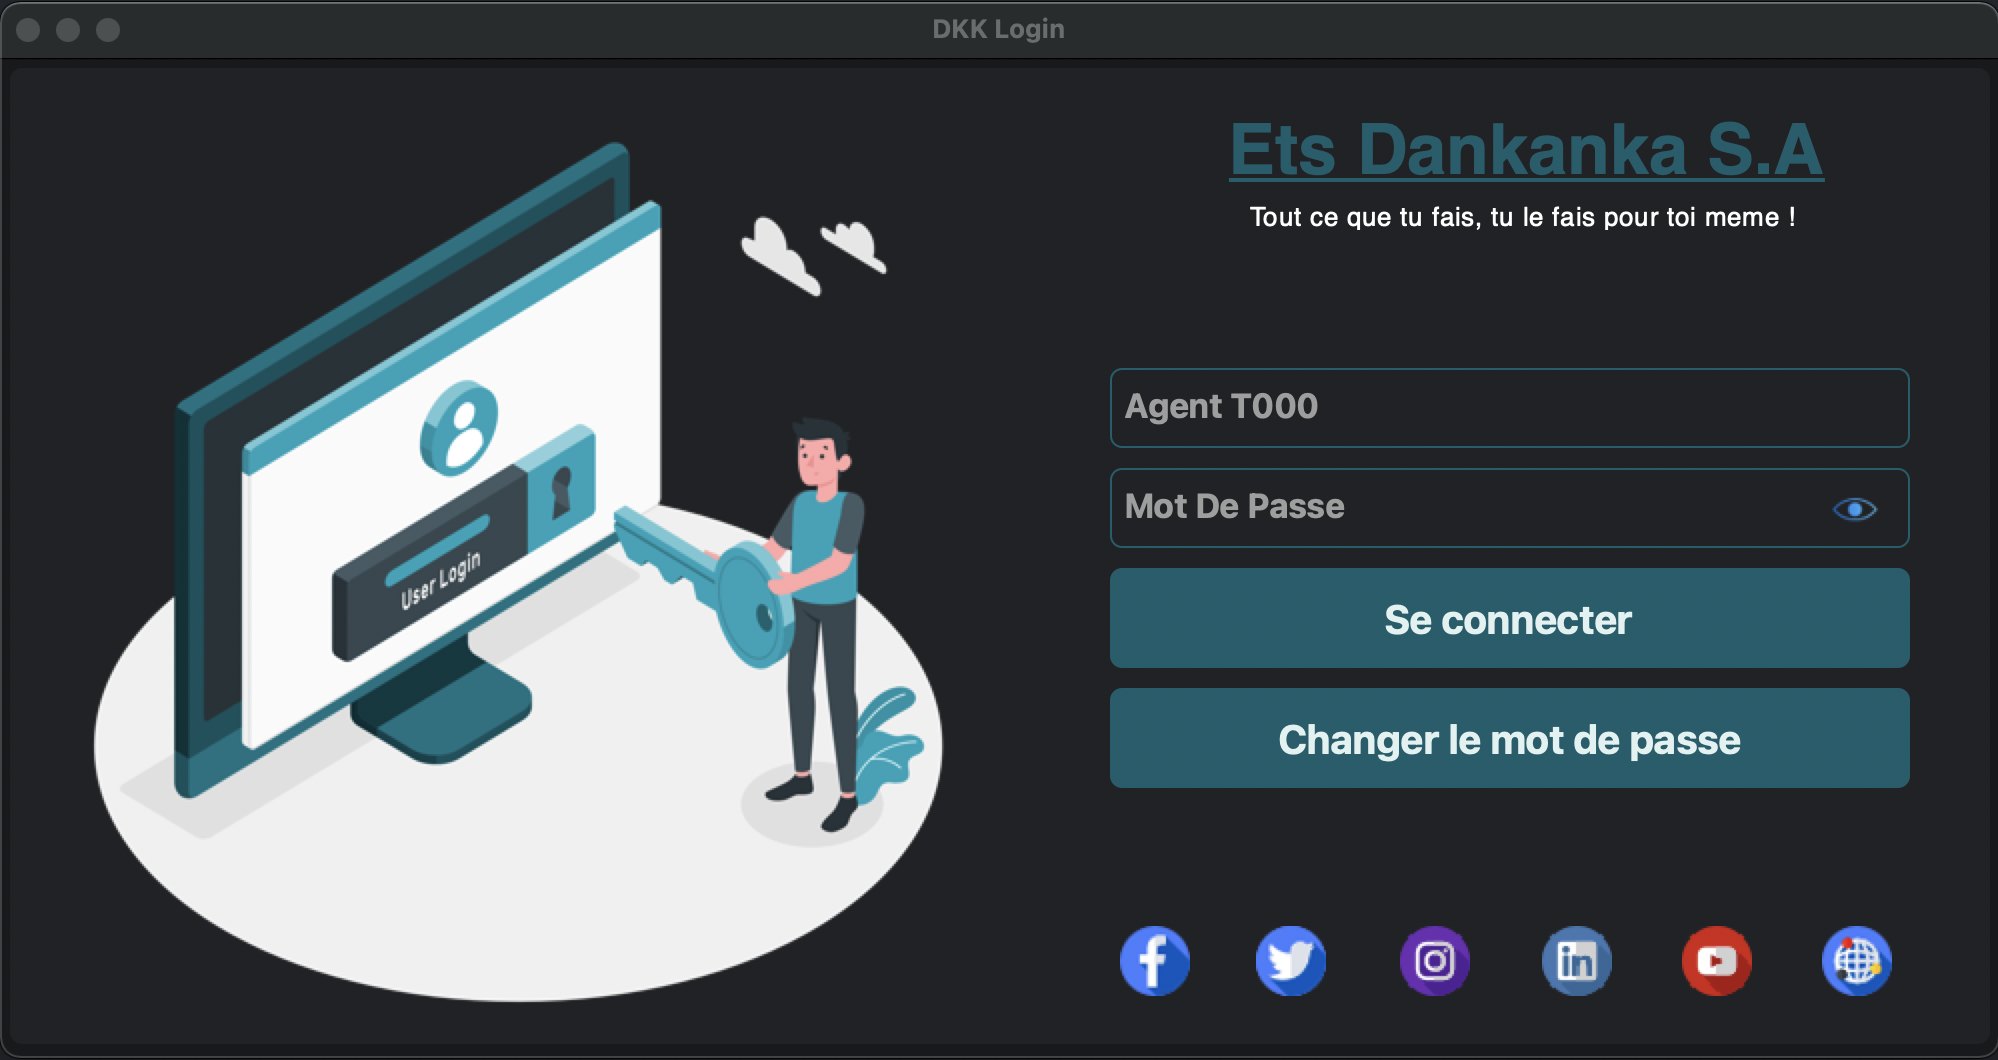 DKK Login
Ets Dankanka S.A
Tout ce que tu fais, tu le fais pour toi meme !
User Login
Agent T000
Mot De Passe
Se connecter
Changer le mot de passe